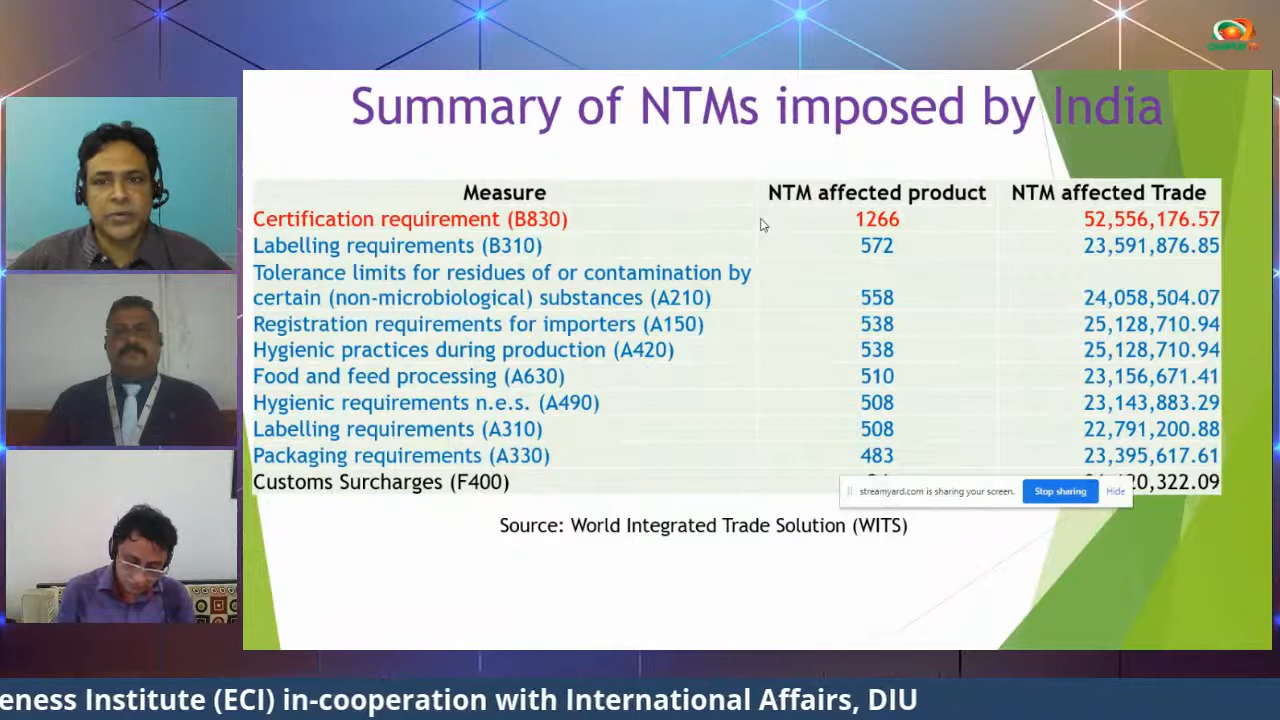 Summary of NTMs imposed by India
Measure NTM affected product NTM affected Trade
Certification requirement (B830) 1266 52,556,176.57
Labelling requirements (B310) 572 23,591,876.85
Tolerance limits for residues of or contamination by
certain (non-microbiological) substances (A210) 558 24,058,504.07
Registration requirements for importers (A150) 538 25,128,710.94
Hygienic practices during production (A420) 538 25,128,710.94
Food and feed processing (A630) 510 23,156,671.41
Hygienic requirements n.e.s. (A490) 508 23,143,883.29
Labelling requirements (A310) 508 22,791,200.88
Packaging requirements (A330) 483 23,395,617.61
Customs Surcharges (F400)
streamyard.com is sharing your screen. Stop sharing Hide
Source: World Integrated Trade Solution (WITS)
eness Institute (ECI) in-cooperation with International Affairs, DIU